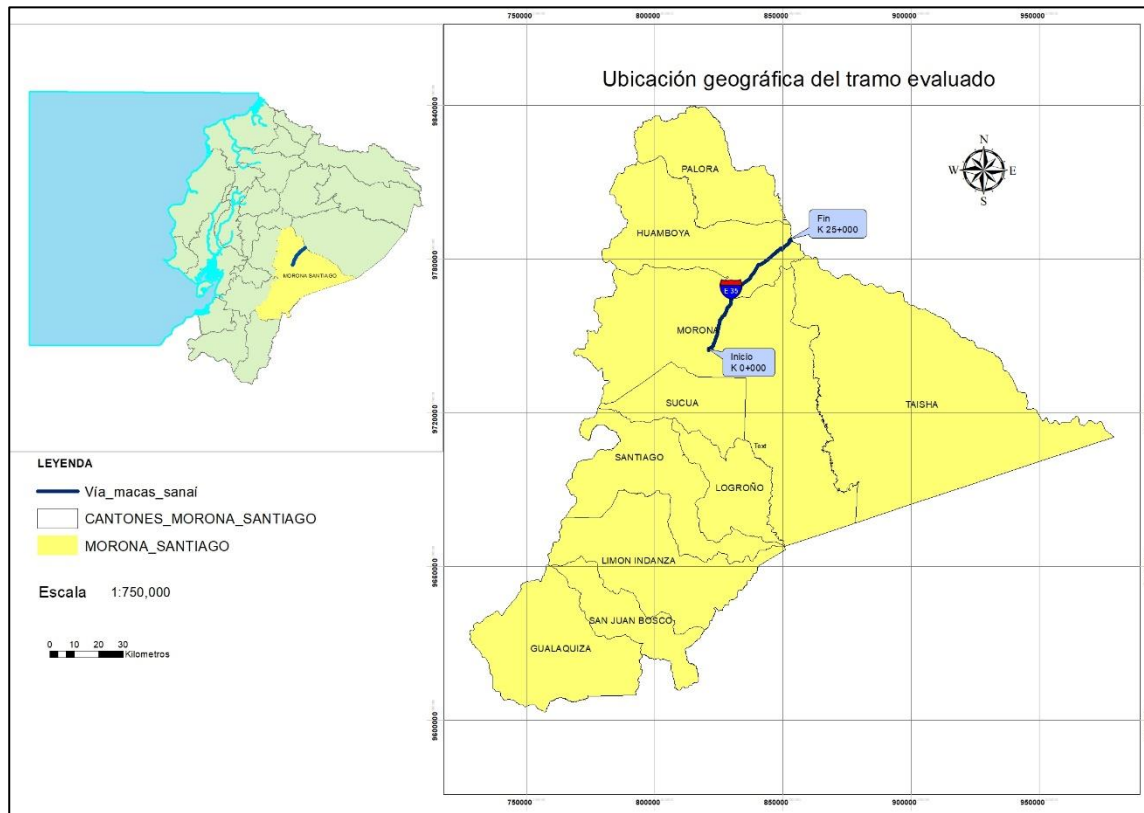 750000 800000 850000 900000 950000
Ubicación geográfica del tramo evaluado
9840000
9780000
9720000
9660000
9600000
N
W E
S
PALORA
HUAMBOYA
Fin
K 25+000
E 35
MORONA
Inicio
K 0+000
SUCUA
TAISHA
Text
SANTIAGO
LOGROÑO
LIMON INDANZA
SAN JUAN BOSCO
GUALAQUIZA
750000 800000 850000 900000 950000
MORONA SANTIAGO
LEYENDA
Vía_macas_sanaí
CANTONES_MORONA_SANTIAGO
MORONA_SANTIAGO
Escala 1:750,000
0 10 20 30
Kilometros